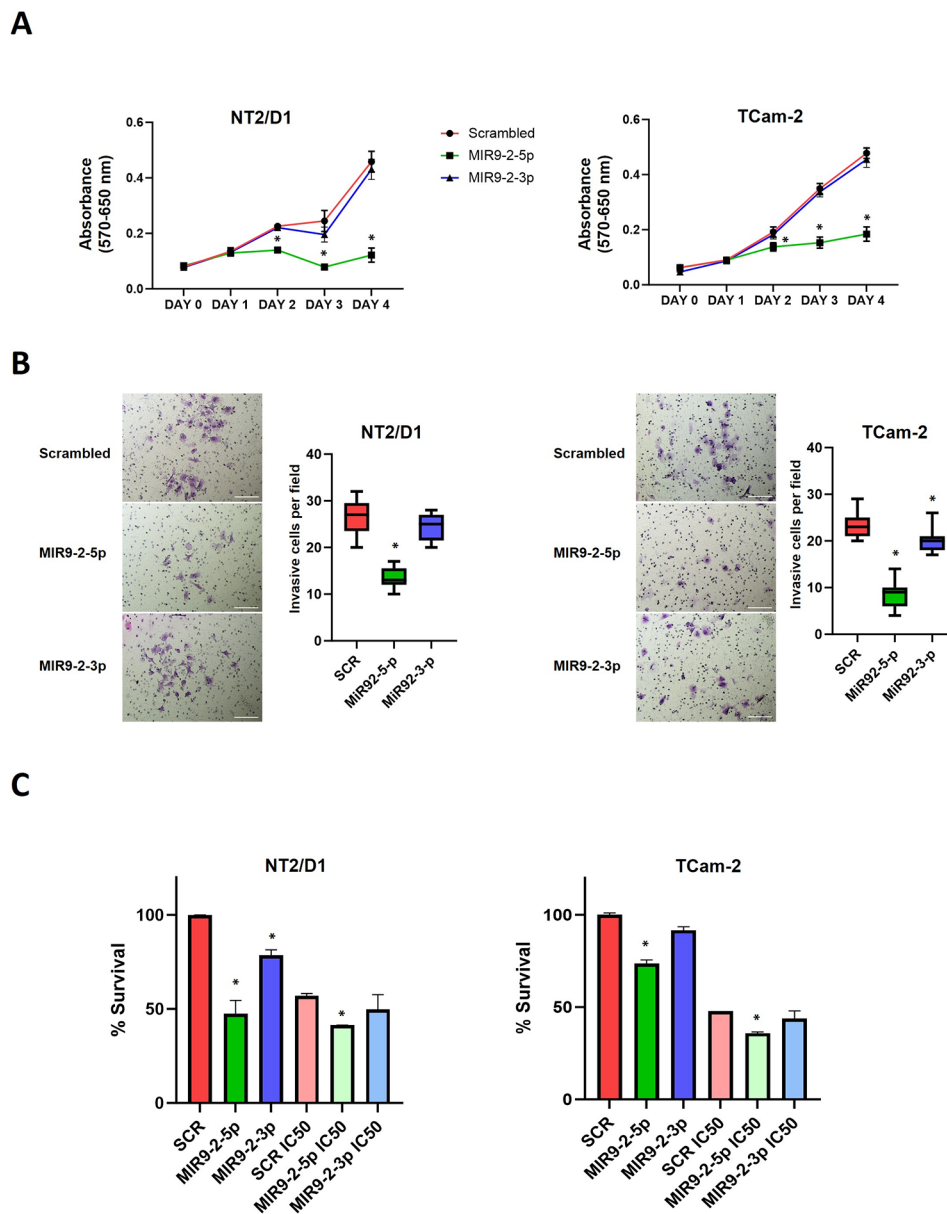 A
NT2/D1
Absorbance
(570-650 nm)
0.6
0.4
0.2
0.0
DAY 0 DAY 1 DAY 2 DAY 3 DAY 4
* * *
Scrambled
MIR9-2-5p
MIR9-2-3p
TCam-2
Absorbance
(570-650 nm)
0.6
0.4
0.2
0.0
DAY 0 DAY 1 DAY 2 DAY 3 DAY 4
* * *
B
Scrambled
MIR9-2-5p
MIR9-2-3p
NT2/D1
Invasive cells per field
40
30
20
10
0
*
SCR
MiR92-5-p
MiR92-3-p
Scrambled
MIR9-2-5p
MIR9-2-3p
TCam-2
Invasive cells per field
40
30
20
10
0
* *
SCR
MiR92-5-p
MiR92-3-p
C
NT2/D1
% Survival
100
50
0
* * *
SCR
MIR9-2-5p
MIR9-2-3p
SCR IC50
MIR9-2-5p IC50
MIR9-2-3p IC50
TCam-2
% Survival
100
50
0
* *
SCR
MIR9-2-5p
MIR9-2-3p
SCR IC50
MIR9-2-5p IC50
MIR9-2-3p IC50